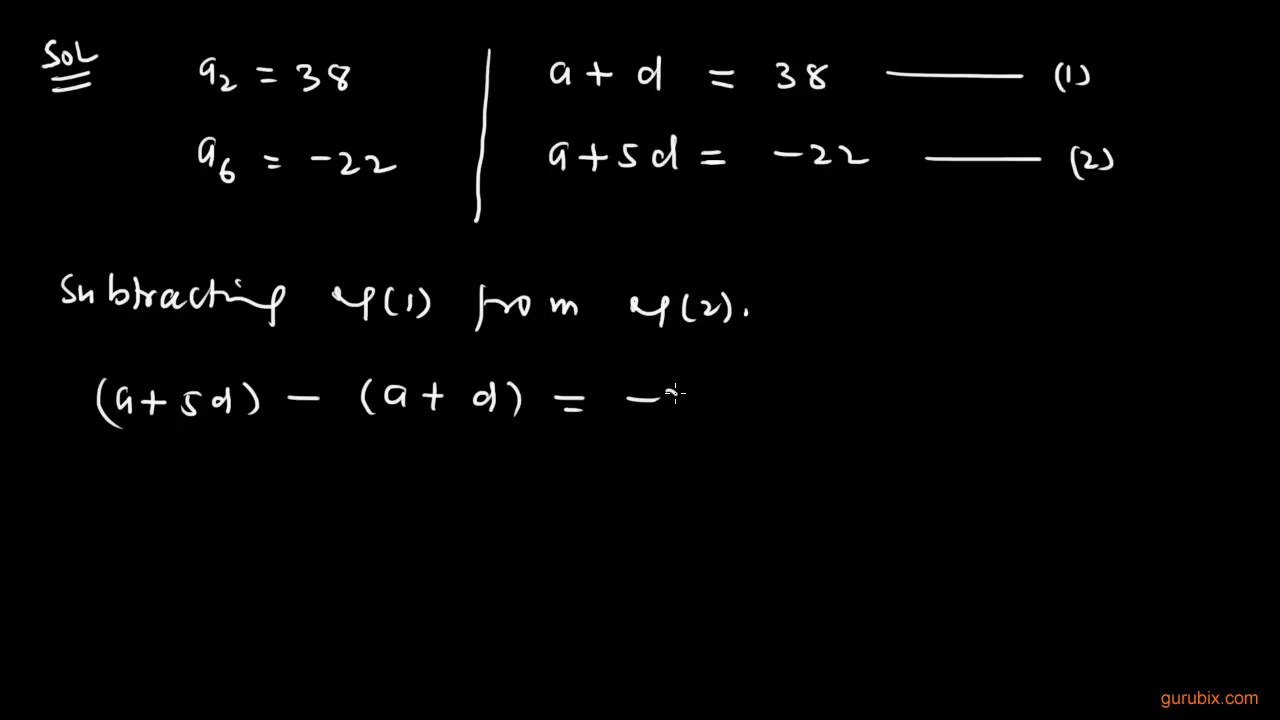 SOL
a₂ = 38
a₆ = -22
a + d = 38 ——— (1)
a + 5d = -22 ——— (2)
Subtracting eq(1) from eq(2).
(a + 5d) - (a + d) = -
gurubix.com